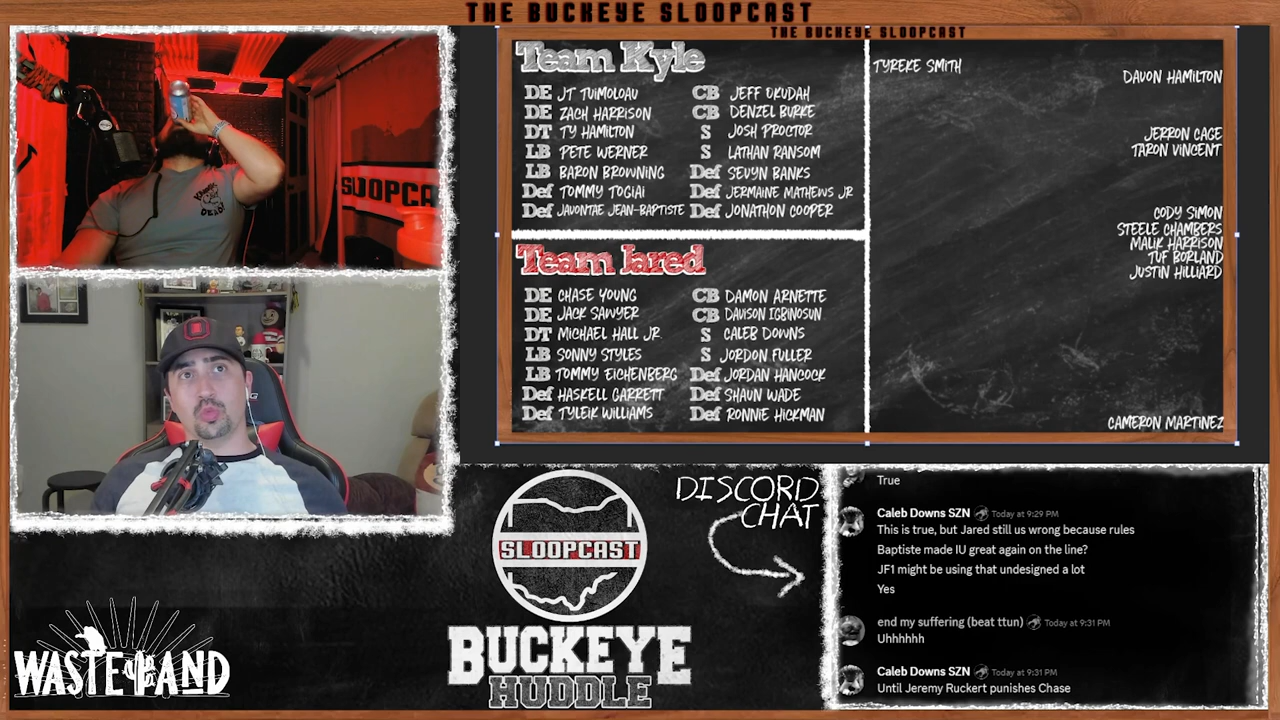 THE BUCKEYE SLOOPCAST
THE BUCKEYE SLOOPCAST
SLOOPCA
DEAD!
Team Kyle
DE JT TUIMOLOAU
DE ZACH HARRISON
DT TY HAMILTON
LB PETE WERNER
LB BARON BROWNING
Def TOMMY TOGIAI
Def JAVONTAE JEAN-BAPTISTE
CB JEFF OKUDAH
CB DENZEL BURKE
S JOSH PROCTOR
S LATHAN RANSOM
Def SEVYN BANKS
Def JERMAINE MATHEWS JR
Def JONATHON COOPER
Team Jared
DE CHASE YOUNG
DE JACK SAWYER
DT MICHAEL HALL JR
LB SONNY STYLES
LB TOMMY EICHENBERG
Def HASKELL GARRETT
Def TYLEIK WILLIAMS
CB DAMON ARNETTE
CB DAVISON IGBINOSUN
S CALEB DOWNS
S JORDON FULLER
Def JORDAN HANCOCK
Def SHAUN WADE
Def RONNIE HICKMAN
TYREKE SMITH
DAVON HAMILTON
JERRON CAGE
TARON VINCENT
CODY SIMON
STEELE CHAMBERS
MALIK HARRISON
TUF BORLAND
JUSTIN HILLIARD
CAMERON MARTINEZ
WASTELAND
SLOOPCAST
BUCKEYE
HUDDLE
DISCORD
CHAT
True
Caleb Downs SZN Today at 9:29 PM
This is true, but Jared still us wrong because rules
Baptiste made IU great again on the line?
JF1 might be using that undesigned a lot
Yes
end my suffering (beat ttun) Today at 9:31 PM
Uhhhhhh
Caleb Downs SZN Today at 9:31 PM
Until Jeremy Ruckert punishes Chase